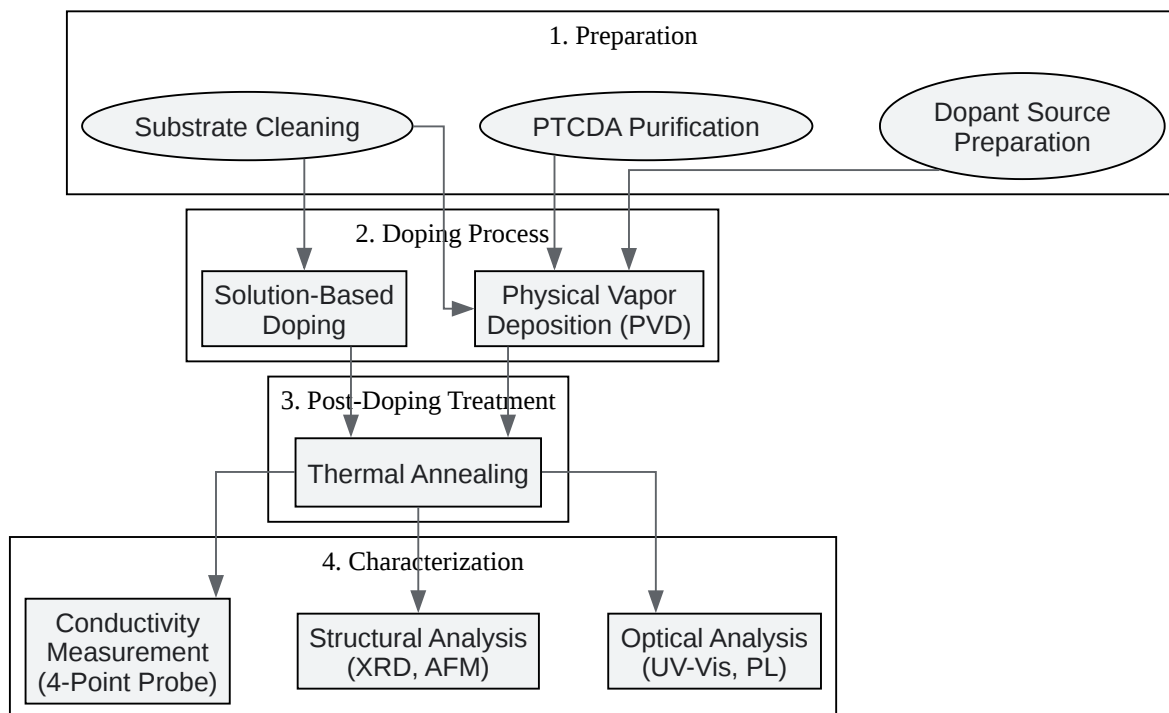 1. Preparation
Substrate Cleaning
PTCDA Purification
Dopant Source
Preparation
2. Doping Process
Solution-Based
Doping
Physical Vapor
Deposition (PVD)
3. Post-Doping Treatment
Thermal Annealing
4. Characterization
Conductivity
Measurement
(4-Point Probe)
Structural Analysis
(XRD, AFM)
Optical Analysis
(UV-Vis, PL)